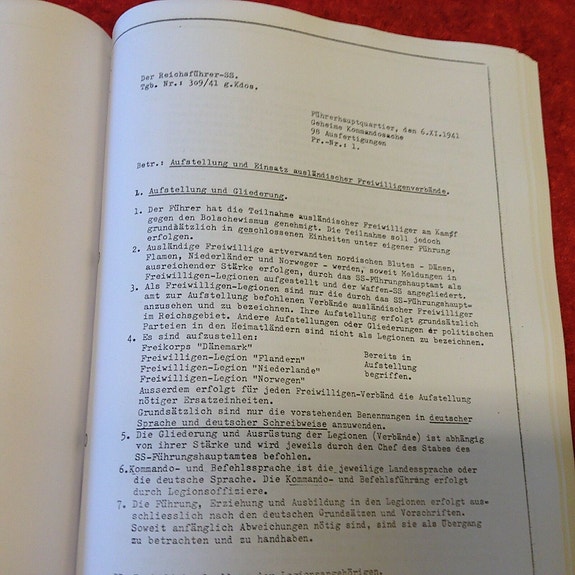 Der Reichsführer-SS.
Tgb. Nr.: 309/41 g.Kdos.
Führerhauptquartier, den 6.XI.1941
Geheime Kommandosache
98 Ausfertigungen
Pr.-Nr.: 1.
Betr.: Aufstellung und Einsatz ausländischer Freiwilligenverbände.
A. Aufstellung und Gliederung.
1. Der Führer hat die Teilnahme ausländischer Freiwilliger am Kampf
gegen den Bolschewismus genehmigt. Die Teilnahme soll jedoch
grundsätzlich in geschlossenen Einheiten unter eigener Führung
erfolgen.
2. Ausländige Freiwillige artverwandten nordischen Blutes - Dänen,
Flamen, Niederländer und Norweger - werden, soweit Meldungen in
ausreichender Stärke erfolgen, durch das SS-Führungshauptamt als
Freiwilligen-Legionen aufgestellt und der Waffen-SS angegliedert.
3. Als Freiwilligen-Legionen sind nur die durch das SS-Führungshaupt-
amt zur Aufstellung befohlenen Verbände ausländischer Freiwilliger
anzusehen und zu bezeichnen. Ihre Aufstellung erfolgt grundsätzlich
im Reichsgebiet. Andere Aufstellungen oder Gliederungen der politischen
Parteien in den Heimatländern sind nicht als Legionen zu bezeichnen.
4. Es sind aufzustellen:
Freikorps "Dänemark"
Freiwilligen-Legion "Flandern" Bereits in
Freiwilligen-Legion "Niederlande" Aufstellung
Freiwilligen-Legion "Norwegen" begriffen.
Ausserdem erfolgt für jeden Freiwilligen-Verbänd die Aufstellung
nötiger Ersatzeinheiten.
Grundsätzlich sind nur die vorstehenden Benennungen in deutscher
Sprache und deutscher Schreibweise anzuwenden.
5. Die Gliederung und Ausrüstung der Legionen (Verbände) ist abhängig
von ihrer Stärke und wird jeweils durch den Chef des Stabes des
SS-Führungshauptamtes befohlen.
6. Kommando- und Befehlssprache ist die jeweilige Landessprache oder
die deutsche Sprache. Die Kommando- und Befehlsführung erfolgt
durch Legionsoffiziere.
7. Die Führung, Erziehung und Ausbildung in den Legionen erfolgt aus-
schliesslich nach den deutschen Grundsätzen und Vorschriften.
Soweit anfänglich Abweichungen nötig sind, sind sie als Übergang
zu betrachten und zu handhaben.